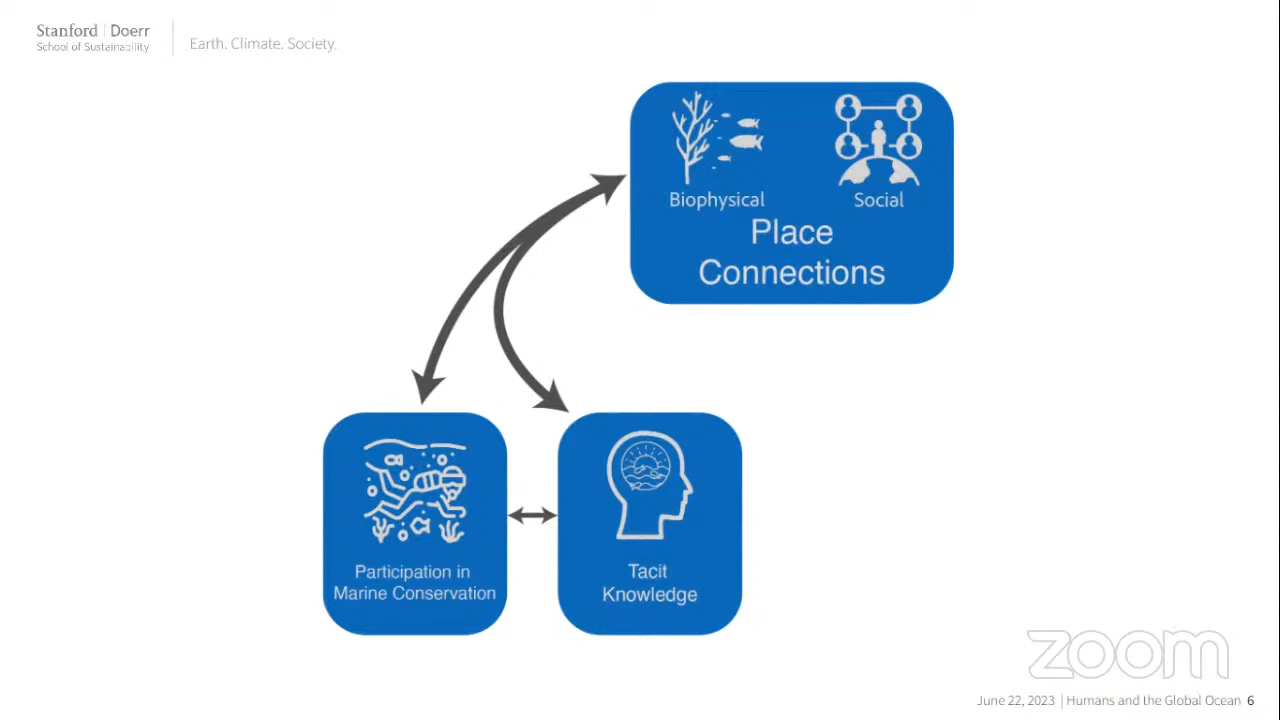 Stanford | Doerr
School of Sustainability
Earth. Climate. Society.
Biophysical
Social
Place
Connections
Participation in
Marine Conservation
Tacit
Knowledge
zoom
June 22, 2023 | Humans and the Global Ocean 6